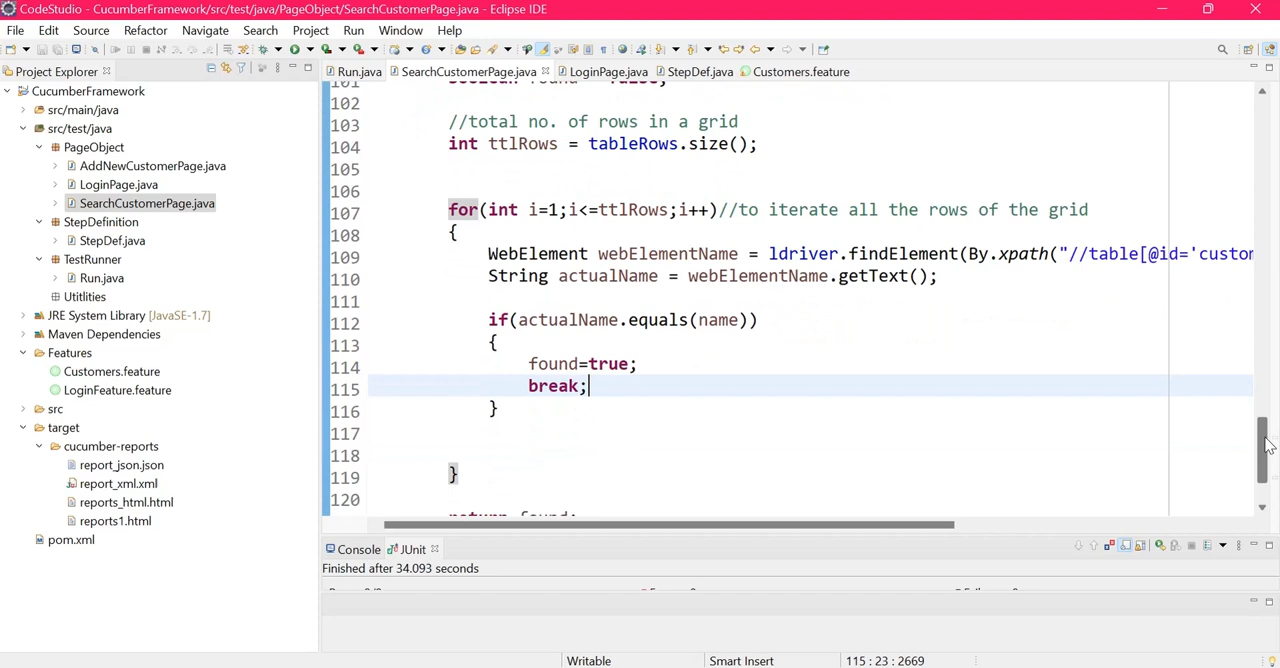 CodeStudio - CucumberFramework/src/test/java/PageObject/SearchCustomerPage.java - Eclipse IDE
File Edit Source Refactor Navigate Search Project Run Window Help
Project Explorer
CucumberFramework
src/main/java
src/test/java
PageObject
AddNewCustomerPage.java
LoginPage.java
SearchCustomerPage.java
StepDefinition
StepDef.java
TestRunner
Run.java
Utitlities
JRE System Library [JavaSE-1.7]
Maven Dependencies
Features
Customers.feature
LoginFeature.feature
src
target
cucumber-reports
report_json.json
report_xml.xml
reports_html.html
reports1.html
pom.xml
Run.java SearchCustomerPage.java LoginPage.java StepDef.java Customers.feature
101
102
103 //total no. of rows in a grid
104 int ttlRows = tableRows.size();
105
106
107 for(int i=1;i<=ttlRows;i++)//to iterate all the rows of the grid
108 {
109 WebElement webElementName = ldriver.findElement(By.xpath("//table[@id='custom
110 String actualName = webElementName.getText();
111
112 if(actualName.equals(name))
113 {
114 found=true;
115 break;
116 }
117
118
119 }
120
return found;
Console JUnit
Finished after 34.093 seconds
Writable Smart Insert 115 : 23 : 2669